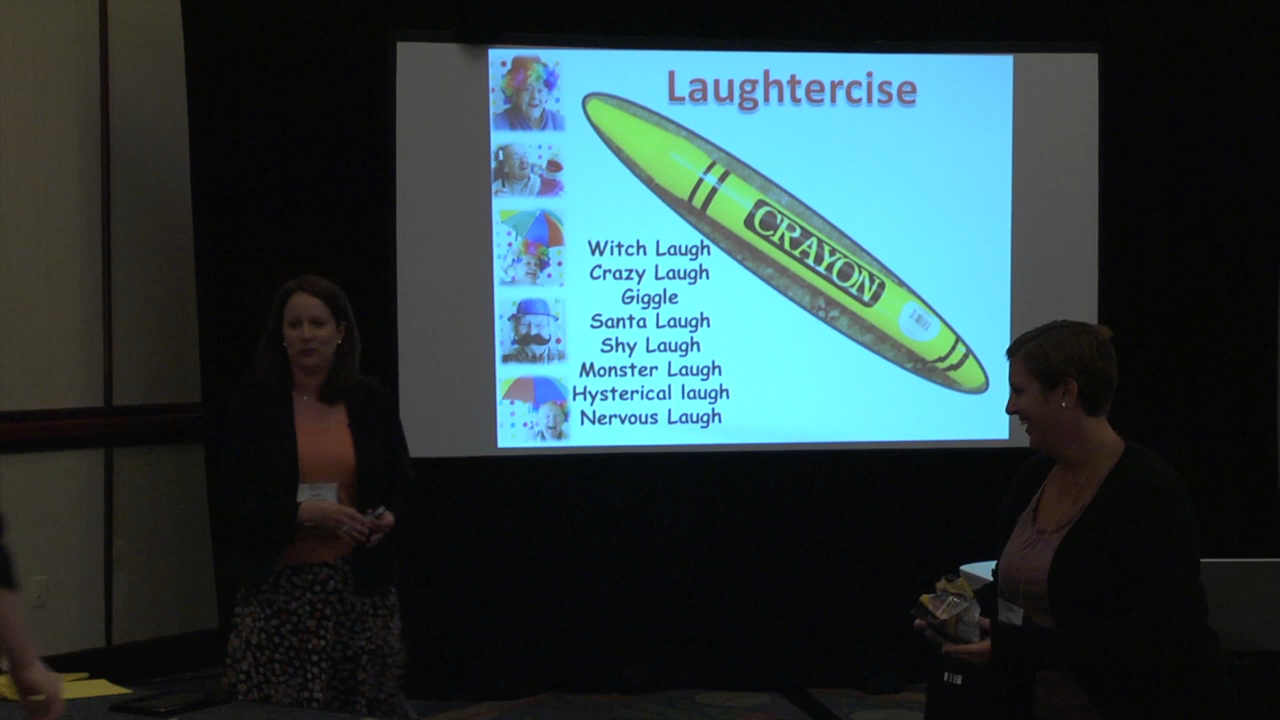 Laughtercise
CRAYON
Witch Laugh
Crazy Laugh
Giggle
Santa Laugh
Shy Laugh
Monster Laugh
Hysterical laugh
Nervous Laugh